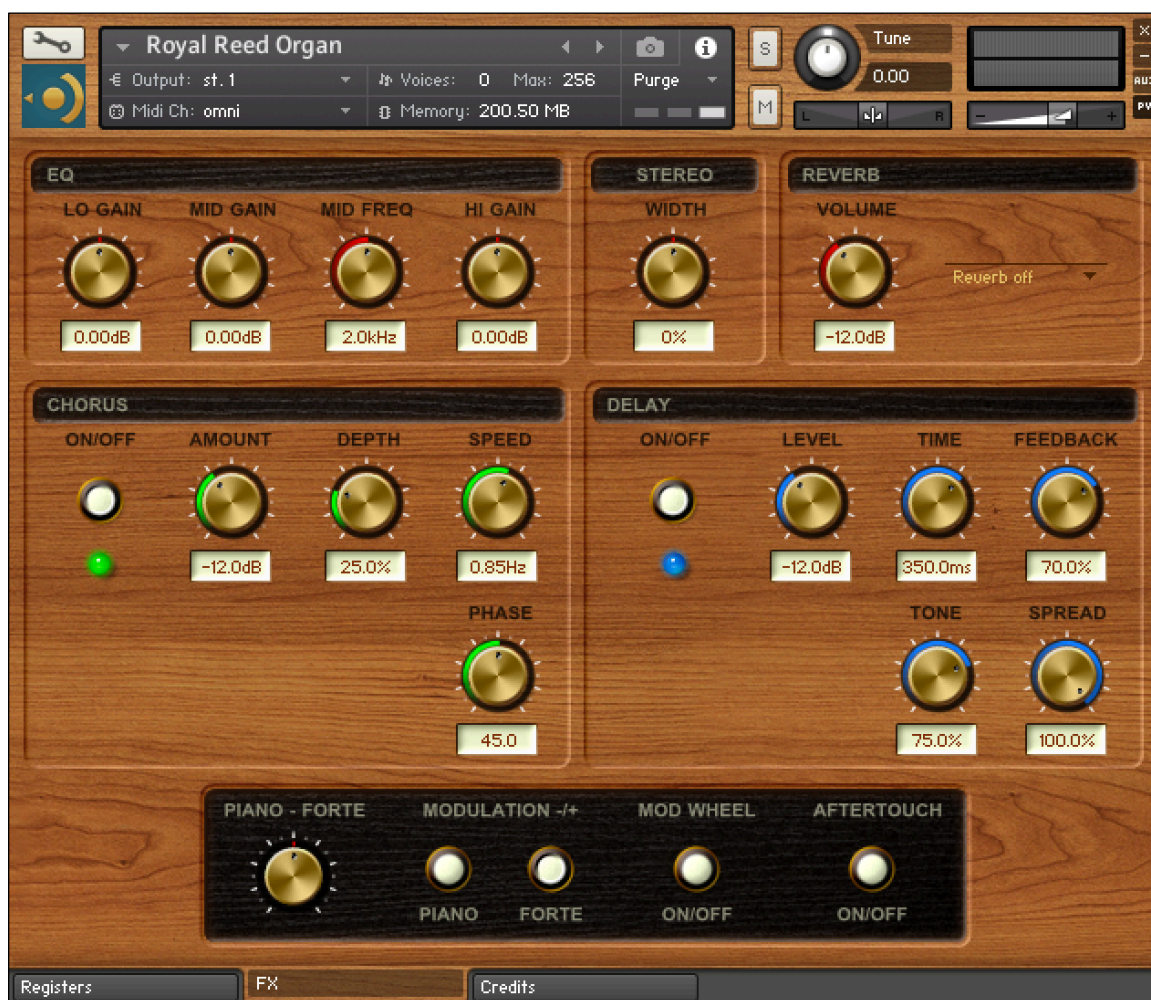 Royal Reed Organ
Output: st. 1
Voices: 0 Max: 256
Purge
Midi Ch: omni
Memory: 200.50 MB
S
M
Tune
0.00
L R
- +
×
-
AUX
PV
EQ
LO GAIN MID GAIN MID FREQ HI GAIN
0.00dB 0.00dB 2.0kHz 0.00dB
STEREO
WIDTH
0%
REVERB
VOLUME
Reverb off
-12.0dB
CHORUS
ON/OFF AMOUNT DEPTH SPEED
-12.0dB 25.0% 0.85Hz
PHASE
45.0
DELAY
ON/OFF LEVEL TIME FEEDBACK
-12.0dB 350.0ms 70.0%
TONE SPREAD
75.0% 100.0%
PIANO - FORTE MODULATION -/+ MOD WHEEL AFTERTOUCH
PIANO FORTE ON/OFF ON/OFF
Registers FX Credits